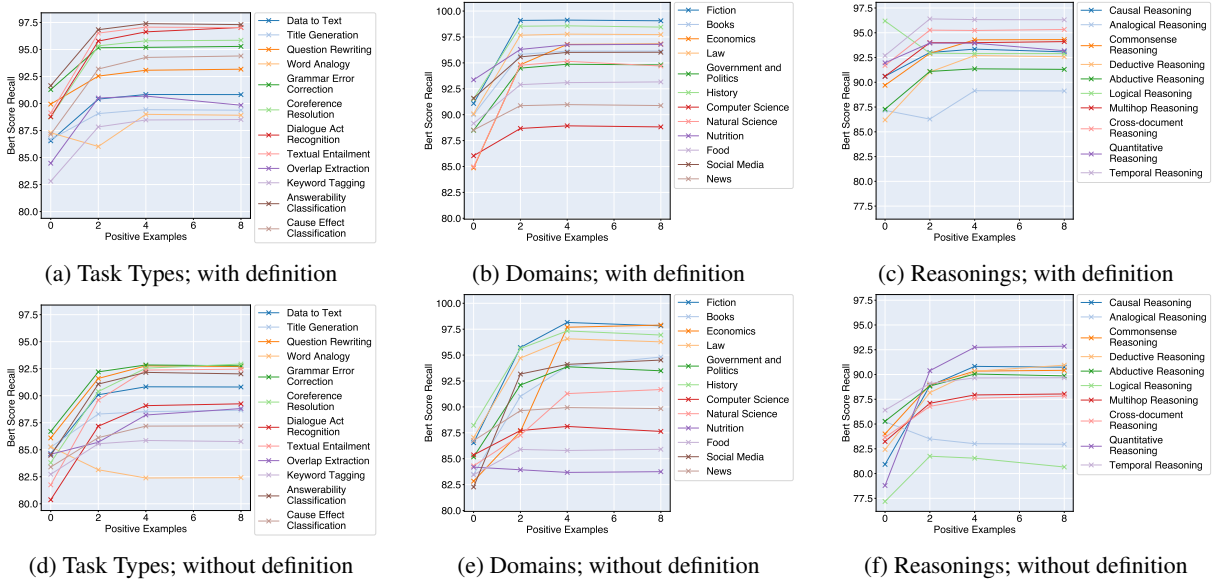 97.5
95.0
92.5
90.0
87.5
85.0
82.5
80.0
Bert Score Recall
0 2 4 6 8
Positive Examples
Data to Text
Title Generation
Question Rewriting
Word Analogy
Grammar Error
Correction
Coreference
Resolution
Dialogue Act
Recognition
Textual Entailment
Overlap Extraction
Keyword Tagging
Answerability
Classification
Cause Effect
Classification
(a) Task Types; with definition
100.0
97.5
95.0
92.5
90.0
87.5
85.0
82.5
80.0
Bert Score Recall
0 2 4 6 8
Positive Examples
Fiction
Books
Economics
Law
Government and
Politics
History
Computer Science
Natural Science
Nutrition
Food
Social Media
News
(b) Domains; with definition
97.5
95.0
92.5
90.0
87.5
85.0
82.5
80.0
77.5
Bert Score Recall
0 2 4 6 8
Positive Examples
Causal Reasoning
Analogical Reasoning
Commonsense
Reasoning
Deductive Reasoning
Abductive Reasoning
Logical Reasoning
Multihop Reasoning
Cross-document
Reasoning
Quantitative
Reasoning
Temporal Reasoning
(c) Reasonings; with definition
97.5
95.0
92.5
90.0
87.5
85.0
82.5
80.0
Bert Score Recall
0 2 4 6 8
Positive Examples
Data to Text
Title Generation
Question Rewriting
Word Analogy
Grammar Error
Correction
Coreference
Resolution
Dialogue Act
Recognition
Textual Entailment
Overlap Extraction
Keyword Tagging
Answerability
Classification
Cause Effect
Classification
(d) Task Types; without definition
100.0
97.5
95.0
92.5
90.0
87.5
85.0
82.5
80.0
Bert Score Recall
0 2 4 6 8
Positive Examples
Fiction
Books
Economics
Law
Government and
Politics
History
Computer Science
Natural Science
Nutrition
Food
Social Media
News
(e) Domains; without definition
97.5
95.0
92.5
90.0
87.5
85.0
82.5
80.0
77.5
Bert Score Recall
0 2 4 6 8
Positive Examples
Causal Reasoning
Analogical Reasoning
Commonsense
Reasoning
Deductive Reasoning
Abductive Reasoning
Logical Reasoning
Multihop Reasoning
Cross-document
Reasoning
Quantitative
Reasoning
Temporal Reasoning
(f) Reasonings; without definition